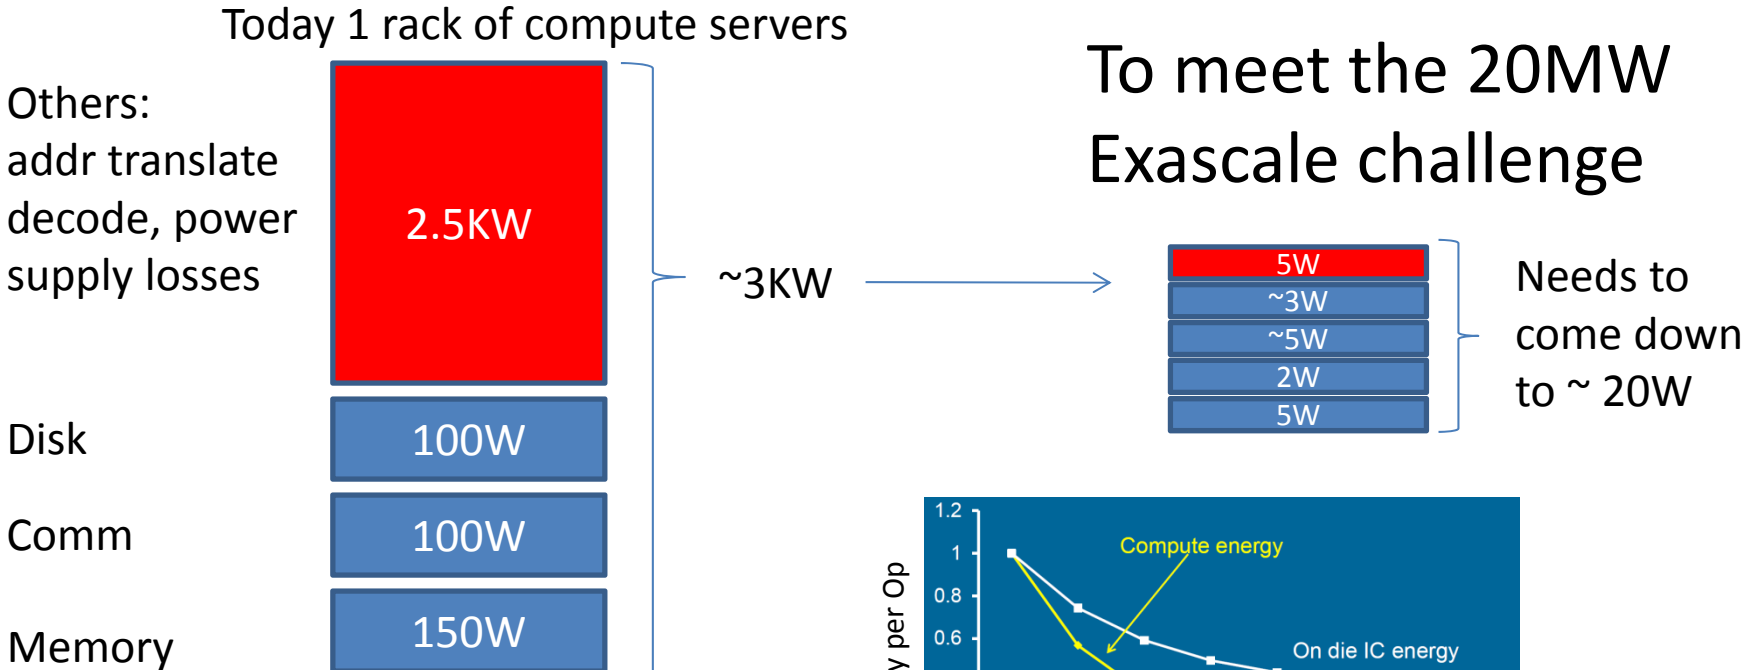 Today 1 rack of compute servers
To meet the 20MW
Exascale challenge
Others:
addr translate
decode, power
supply losses
2.5KW
~3KW
5W
~3W
~5W
2W
5W
Needs to
come down
to ~ 20W
Disk
100W
Comm
100W
Memory
150W
per Op
1.2
1
0.8
0.6
Compute energy
On die IC energy